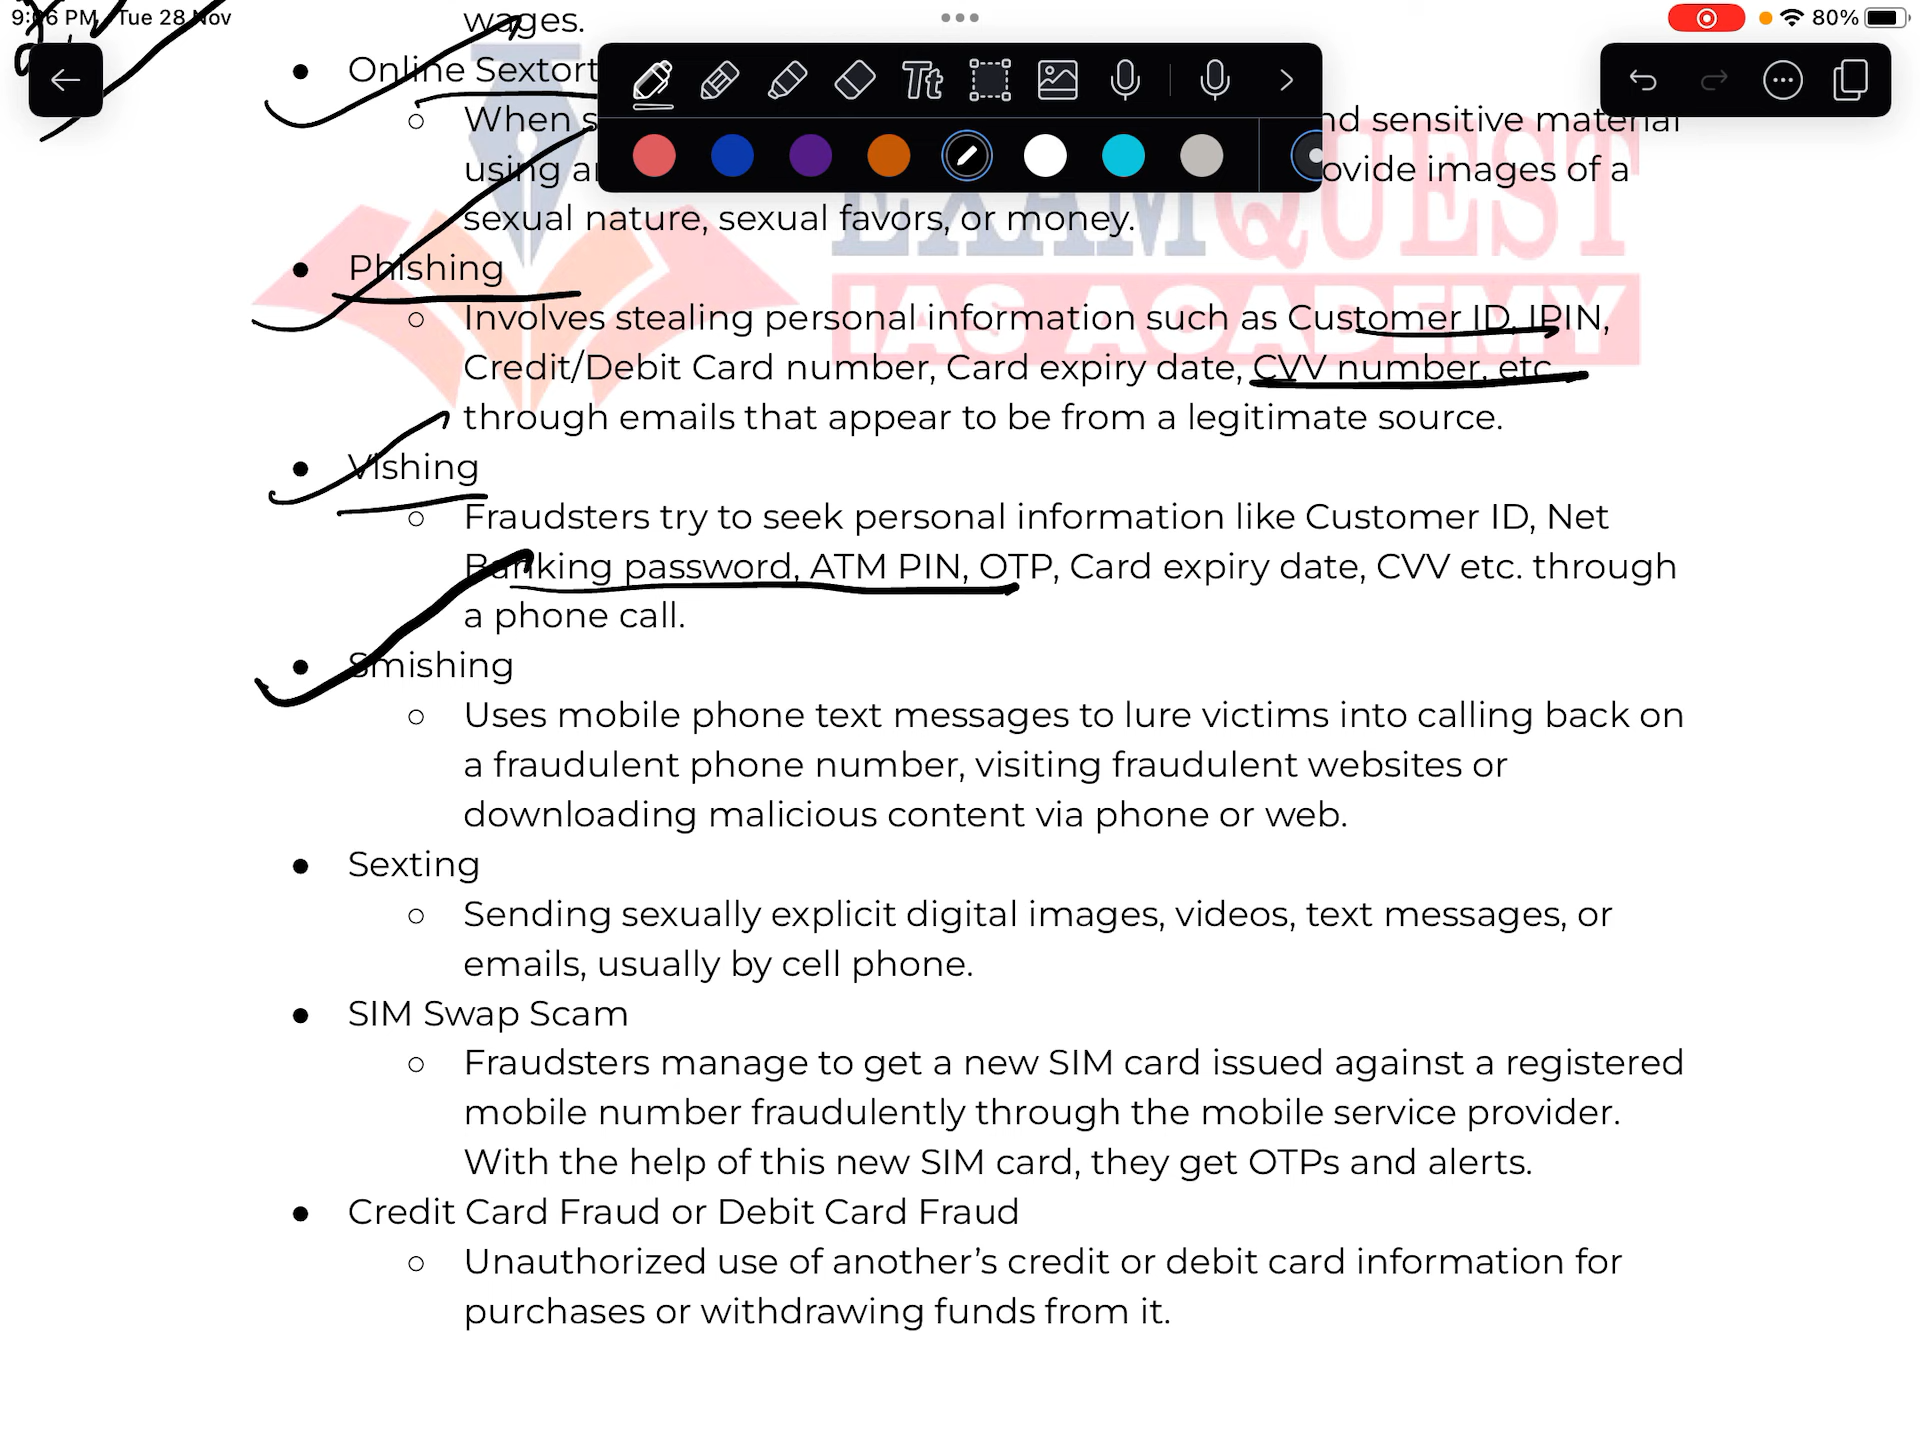 9:06 PM Tue 28 Nov
80%
wages.
Online
Tt
When
nd sensitive material
using
ovide images of a
sexual nature, sexual favors, or money.
EXAMQUEST
IAS ACADEMY
Phishing
Involves stealing personal information such as Customer ID, IPIN,
Credit/Debit Card number, Card expiry date, CVV number, etc
through emails that appear to be from a legitimate source.
Vishing
Fraudsters try to seek personal information like Customer ID, Net
Banking password, ATM PIN, OTP, Card expiry date, CVV etc. through
a phone call.
Smishing
Uses mobile phone text messages to lure victims into calling back on
a fraudulent phone number, visiting fraudulent websites or
downloading malicious content via phone or web.
Sexting
Sending sexually explicit digital images, videos, text messages, or
emails, usually by cell phone.
SIM Swap Scam
Fraudsters manage to get a new SIM card issued against a registered
mobile number fraudulently through the mobile service provider.
With the help of this new SIM card, they get OTPs and alerts.
Credit Card Fraud or Debit Card Fraud
Unauthorized use of another’s credit or debit card information for
purchases or withdrawing funds from it.